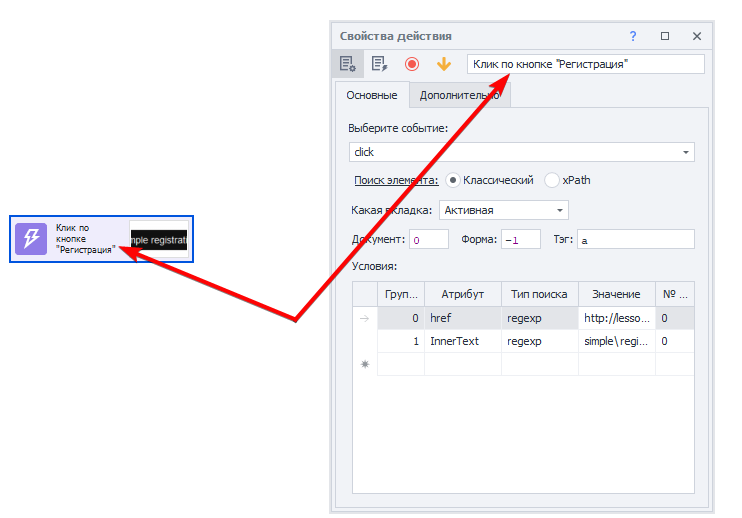 Свойства действия
?
Клик по кнопке "Регистрация"
Основные
Дополнительно
Выберите событие:
click
Поиск элемента:
Классический
xPath
Какая вкладка:
Активная
Документ:
0
Форма:
-1
Тэг:
a
Условия:
Груп... Атрибут Тип поиска Значение № ...
0 href regexp http://lesso... 0
1 InnerText regexp simple\regi... 0
Клик по
кнопке
"Регистрация"
mple registrati